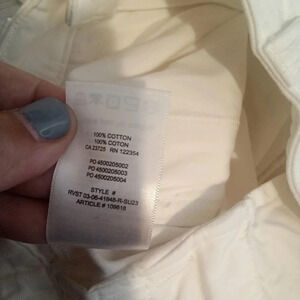 100% COTTON
100% COTON
CA 23725 RN 122354
PO 4500205002
PO 4500205003
PO 4500205004
STYLE #
RVST 03-06-41948-R-SU23
ARTICLE # 109618